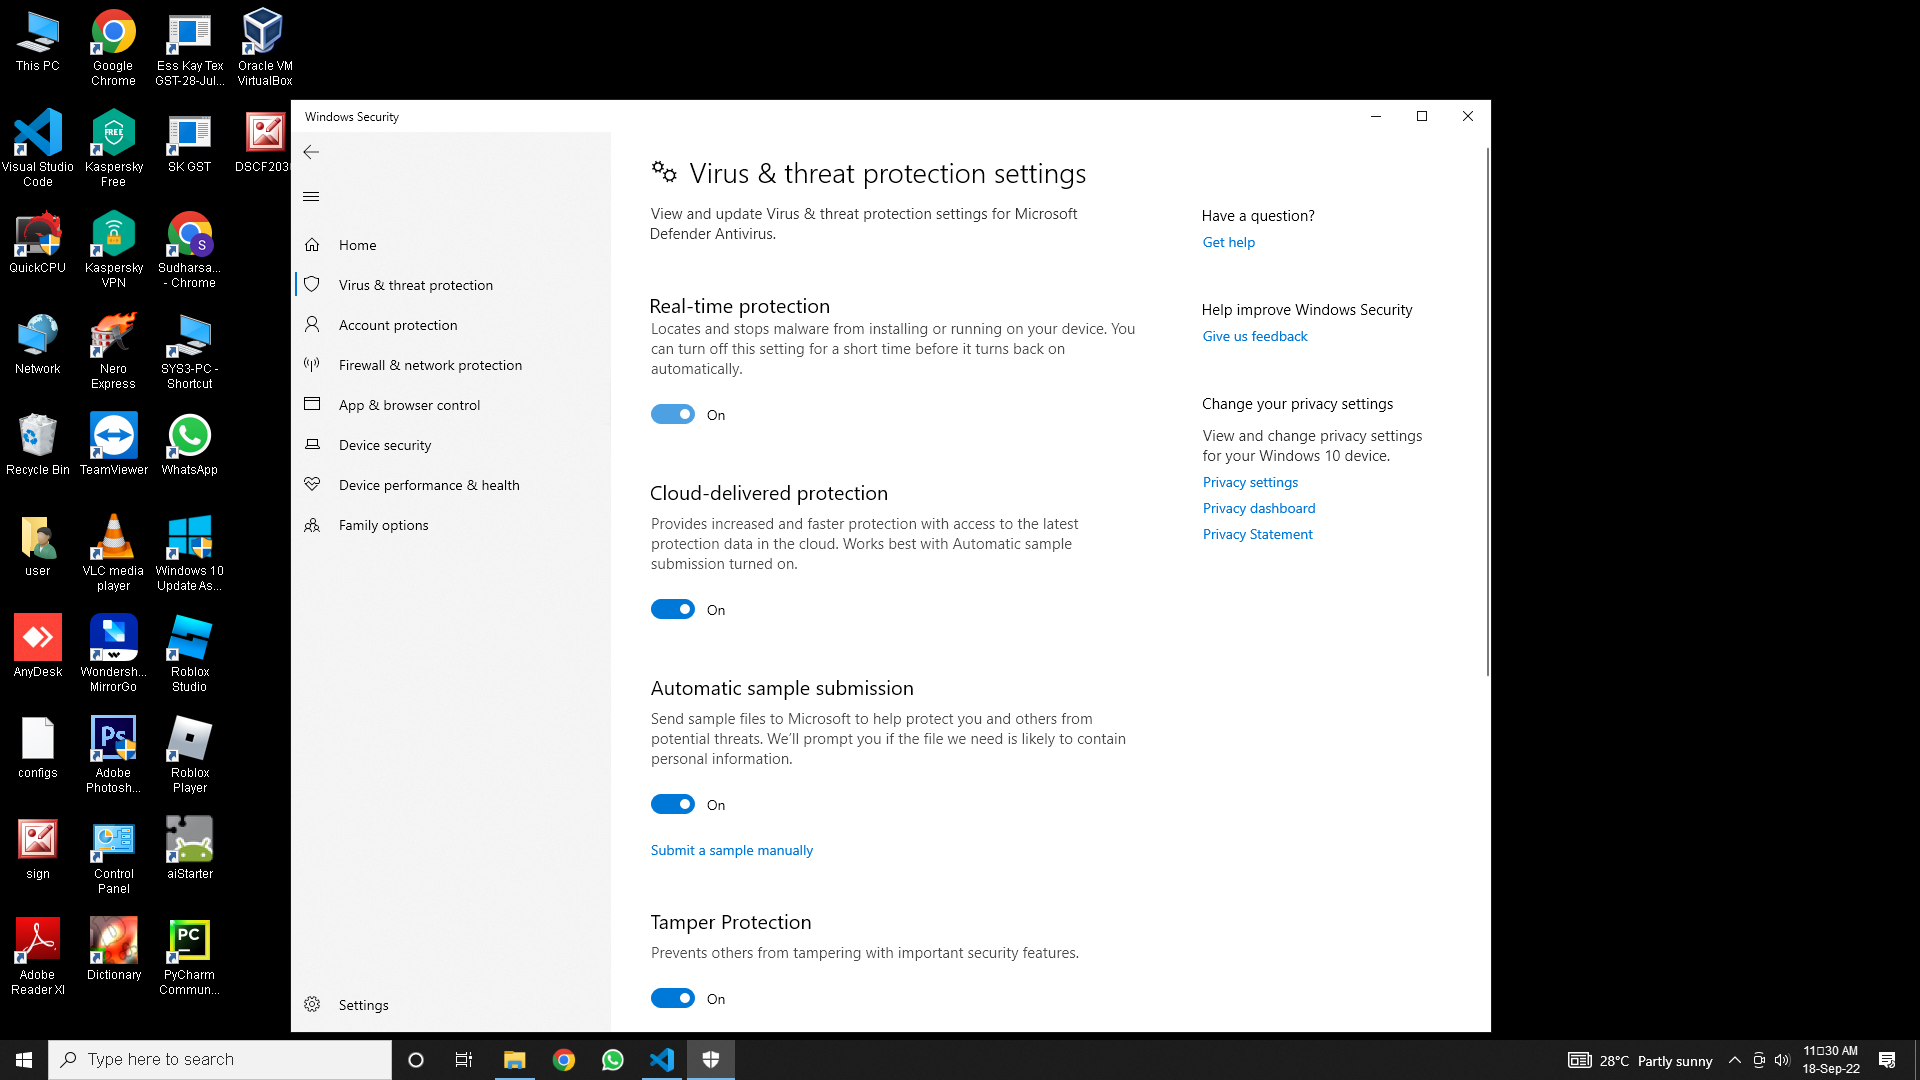 This PC
Google
Chrome
Ess Kay Tex
GST-28-Jul...
Oracle VM
VirtualBox
Visual Studio
Code
Kaspersky
Free
FREE
SK GST
DSCF203
QuickCPU
Kaspersky
VPN
S
Sudharsa...
- Chrome
Network
Nero
Express
SYS3-PC -
Shortcut
Recycle Bin
TeamViewer
WhatsApp
user
VLC media
player
Windows 10
Update As...
AnyDesk
Wondersh...
MirrorGo
Roblox
Studio
configs
Ps
Adobe
Photosh...
Roblox
Player
sign
Control
Panel
aiStarter
Adobe
Reader XI
Dictionary
PC
PyCharm
Commun...
Windows Security
Home
Virus & threat protection
Account protection
Firewall & network protection
App & browser control
Device security
Device performance & health
Family options
Settings
Virus & threat protection settings
View and update Virus & threat protection settings for Microsoft
Defender Antivirus.
Real-time protection
Locates and stops malware from installing or running on your device. You
can turn off this setting for a short time before it turns back on
automatically.
On
Cloud-delivered protection
Provides increased and faster protection with access to the latest
protection data in the cloud. Works best with Automatic sample
submission turned on.
On
Automatic sample submission
Send sample files to Microsoft to help protect you and others from
potential threats. We'll prompt you if the file we need is likely to contain
personal information.
On
Submit a sample manually
Tamper Protection
Prevents others from tampering with important security features.
On
Have a question?
Get help
Help improve Windows Security
Give us feedback
Change your privacy settings
View and change privacy settings
for your Windows 10 device.
Privacy settings
Privacy dashboard
Privacy Statement
Type here to search
28°C Partly sunny
11□30 AM
18-Sep-22